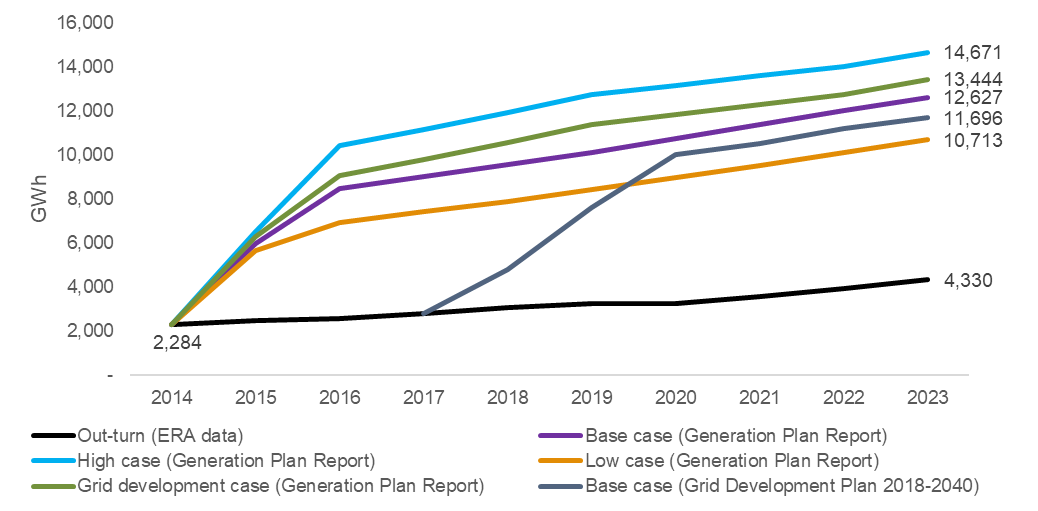 16,000
14,000
12,000
10,000
8,000
6,000
4,000
2,000
-
GWh
14,671
13,444
12,627
11,696
10,713
4,330
2,284
2014 2015 2016 2017 2018 2019 2020 2021 2022 2023
Out-turn (ERA data)
Base case (Generation Plan Report)
High case (Generation Plan Report)
Low case (Generation Plan Report)
Grid development case (Generation Plan Report)
Base case (Grid Development Plan 2018-2040)